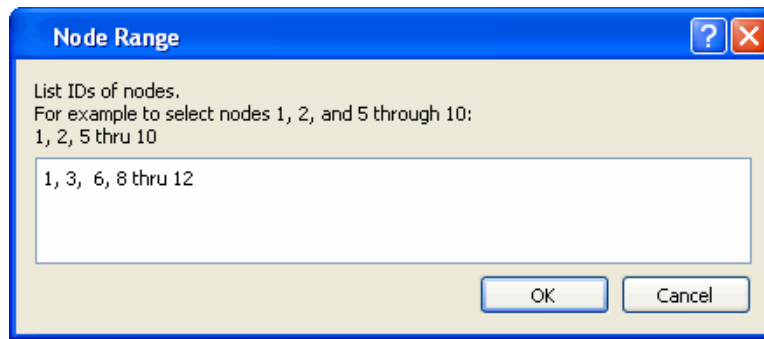 Node Range
List IDs of nodes.
For example to select nodes 1, 2, and 5 through 10:
1, 2, 5 thru 10
1, 3,  6, 8 thru 12
OK Cancel